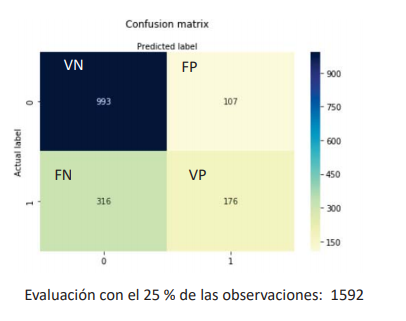 Confusion matrix
Predicted label
VN
FP
993
107
900
750
600
450
300
150
Actual label
0
1
FN
VP
316
176
0
1
Evaluación con el 25 % de las observaciones: 1592